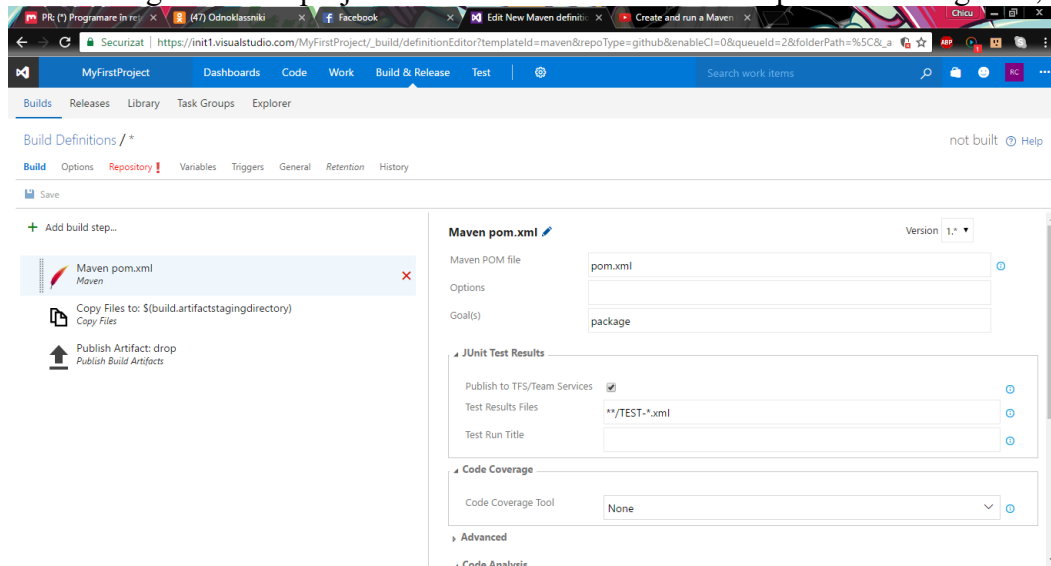 PR: (*) Programare în ret
(47) Odnoklassniki
Facebook
Edit New Maven definitio
Create and run a Maven
Chicu
Securizat | https://init1.visualstudio.com/MyFirstProject/_build/definitionEditor?templateId=maven&repoType=github&enableCI=0&queueId=2&folderPath=%5C&_a
ABP
MyFirstProject Dashboards Code Work Build & Release Test Search work items RC
Builds Releases Library Task Groups Explorer
Build Definitions / * not built Help
Build Options Repository ! Variables Triggers General Retention History
Save
+ Add build step...
Maven pom.xml Version 1.*
Maven pom.xml
Maven
Copy Files to: $(build.artifactstagingdirectory)
Copy Files
Publish Artifact: drop
Publish Build Artifacts
Maven POM file pom.xml
Options
Goal(s) package
JUnit Test Results
Publish to TFS/Team Services
Test Results Files **/TEST-*.xml
Test Run Title
Code Coverage
Code Coverage Tool None
Advanced
Code Analysis